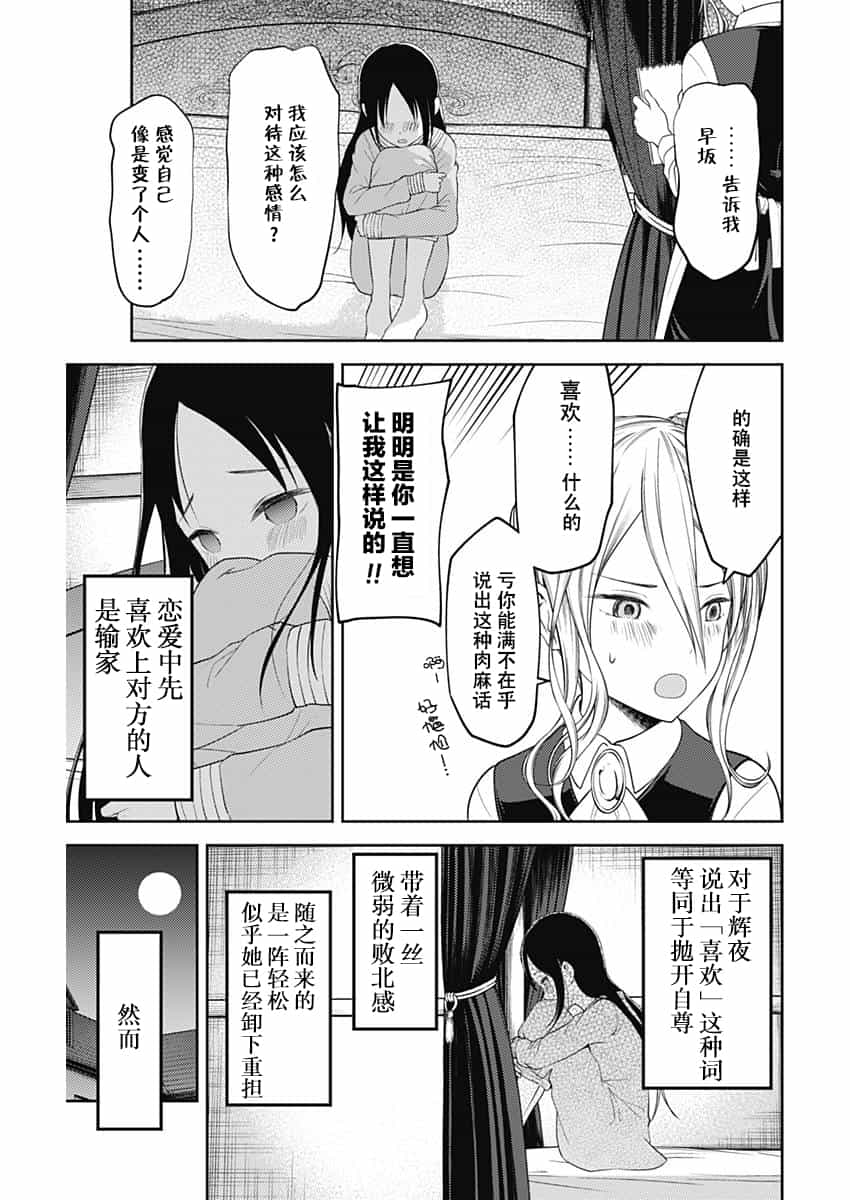 ……告诉我
早坂
我应该怎么
对待这种感情?
感觉自己
像是变了个人……
的确是这样
喜欢……什么的
亏你能满不在乎
说出这种肉麻话
啊…
好尴尬…
明明是你一直想
让我这样说的!!
恋爱中先
喜欢上对方的人
是输家
对于辉夜
说出「喜欢」这种词
等同于抛开自尊
带着一丝
微弱的败北感
随之而来的
是一阵轻松
似乎她已经卸下重担
然而